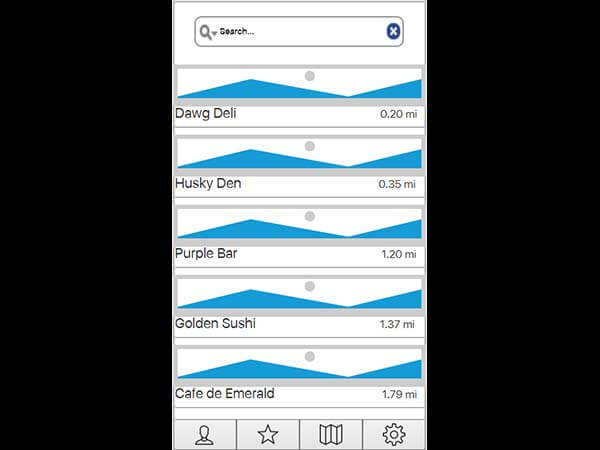 Search...
Dawg Deli 0.20 mi
Husky Den 0.35 mi
Purple Bar 1.20 mi
Golden Sushi 1.37 mi
Cafe de Emerald 1.79 mi